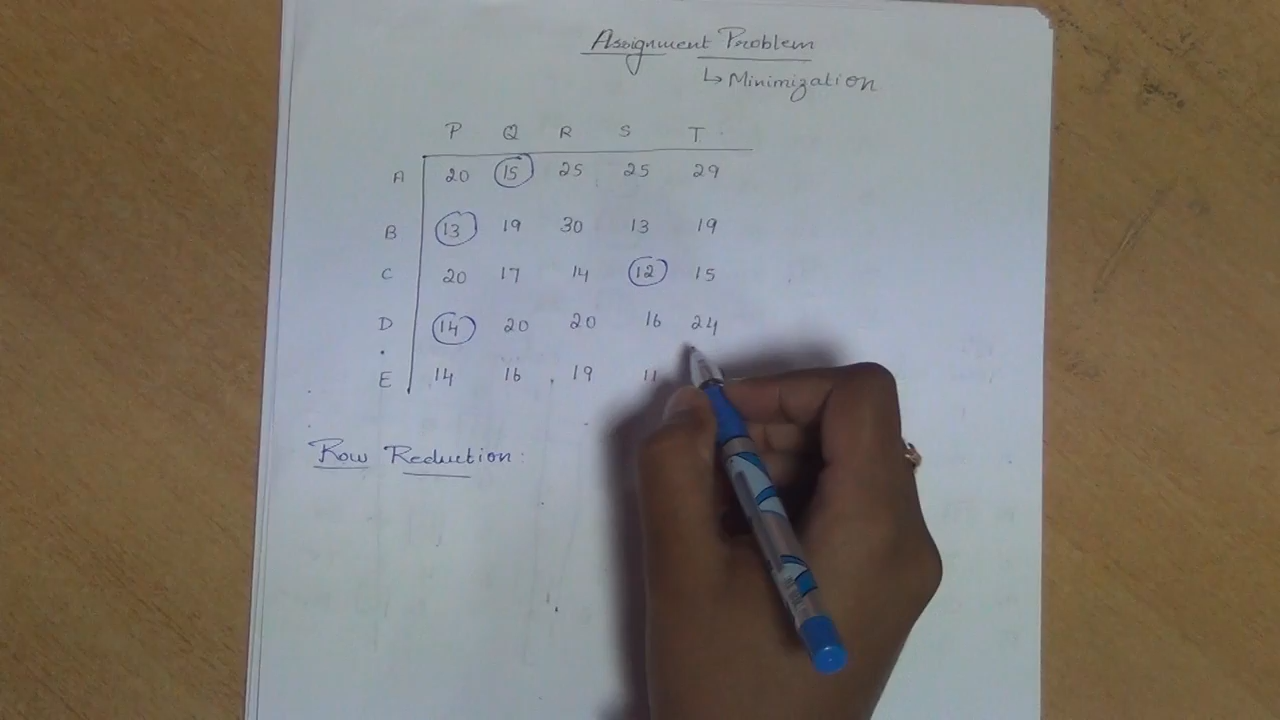 Assignment Problem
↳ Minimization
P Q R S T
A 20 15 25 25 29
B 13 19 30 13 19
C 20 17 14 12 15
D 14 20 20 16 24
E 14 16 19 11
Row Reduction: